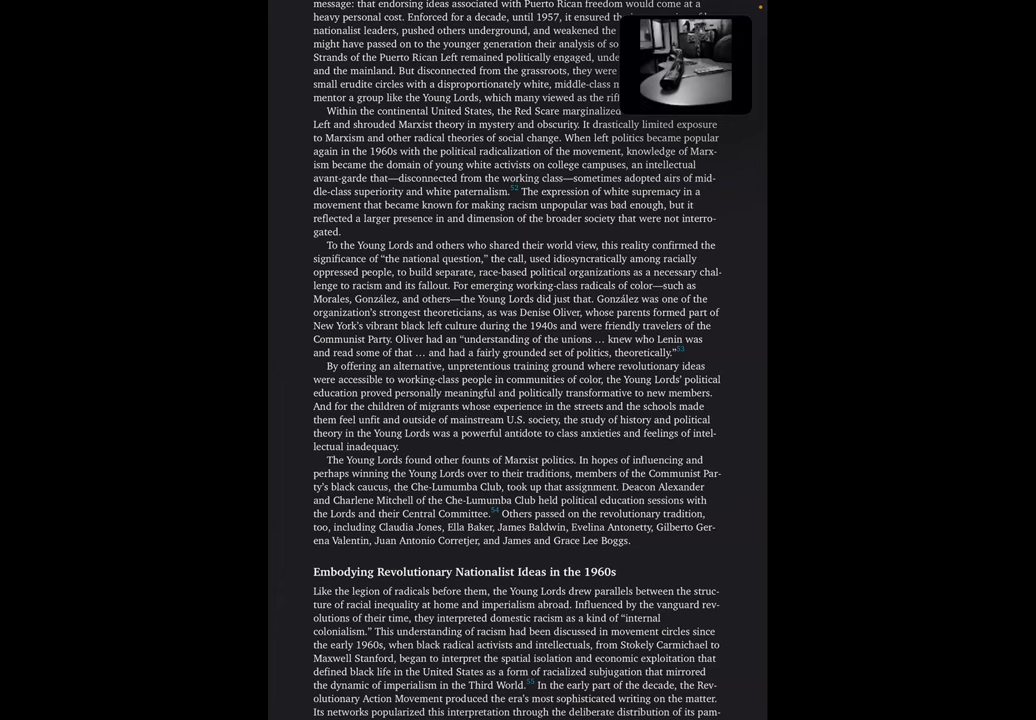 message: that endorsing ideas associated with Puerto Rican freedom would come at a
heavy personal cost. Enforced for a decade, until 1957, it ensured
nationalist leaders, pushed others underground, and weakened the
might have passed on to the younger generation their analysis of
Strands of the Puerto Rican Left remained politically engaged,
and the mainland. But disconnected from the grassroots, they were
small erudite circles with a disproportionately white, middle-class
mentor a group like the Young Lords, which many viewed as the
Within the continental United States, the Red Scare marginalized
Left and shrouded Marxist theory in mystery and obscurity. It drastically limited exposure
to Marxism and other radical theories of social change. When left politics became popular
again in the 1960s with the political radicalization of the movement, knowledge of Marx-
ism became the domain of young white activists on college campuses, an intellectual
avant-garde that—disconnected from the working class—sometimes adopted airs of mid-
dle-class superiority and white paternalism.52 The expression of white supremacy in a
movement that became known for making racism unpopular was bad enough, but it
reflected a larger presence in and dimension of the broader society that were not interro-
gated.
To the Young Lords and others who shared their world view, this reality confirmed the
significance of “the national question,” the call, used idiosyncratically among racially
oppressed people, to build separate, race-based political organizations as a necessary chal-
lenge to racism and its fallout. For emerging working-class radicals of color—such as
Morales, González, and others—the Young Lords did just that. González was one of the
organization’s strongest theoreticians, as was Denise Oliver, whose parents formed part of
New York’s vibrant black left culture during the 1940s and were friendly travelers of the
Communist Party. Oliver had an “understanding of the unions … knew who Lenin was
and read some of that … and had a fairly grounded set of politics, theoretically.”53
By offering an alternative, unpretentious training ground where revolutionary ideas
were accessible to working-class people in communities of color, the Young Lords’ political
education proved personally meaningful and politically transformative to new members.
And for the children of migrants whose experience in the streets and the schools made
them feel unfit and outside of mainstream U.S. society, the study of history and political
theory in the Young Lords was a powerful antidote to class anxieties and feelings of intel-
lectual inadequacy.
The Young Lords found other founts of Marxist politics. In hopes of influencing and
perhaps winning the Young Lords over to their traditions, members of the Communist Par-
ty’s black caucus, the Che-Lumumba Club, took up that assignment. Deacon Alexander
and Charlene Mitchell of the Che-Lumumba Club held political education sessions with
the Lords and their Central Committee.54 Others passed on the revolutionary tradition,
too, including Claudia Jones, Ella Baker, James Baldwin, Evelina Antonetty, Gilberto Ger-
ena Valentin, Juan Antonio Corretjer, and James and Grace Lee Boggs.
Embodying Revolutionary Nationalist Ideas in the 1960s
Like the legion of radicals before them, the Young Lords drew parallels between the struc-
ture of racial inequality at home and imperialism abroad. Influenced by the vanguard rev-
olutions of their time, they interpreted domestic racism as a kind of “internal
colonialism.” This understanding of racism had been discussed in movement circles since
the early 1960s, when black radical activists and intellectuals, from Stokely Carmichael to
Maxwell Stanford, began to interpret the spatial isolation and economic exploitation that
defined black life in the United States as a form of racialized subjugation that mirrored
the dynamic of imperialism in the Third World.55 In the early part of the decade, the Rev-
olutionary Action Movement produced the era’s most sophisticated writing on the matter.
Its networks popularized this interpretation through the deliberate distribution of its pam-